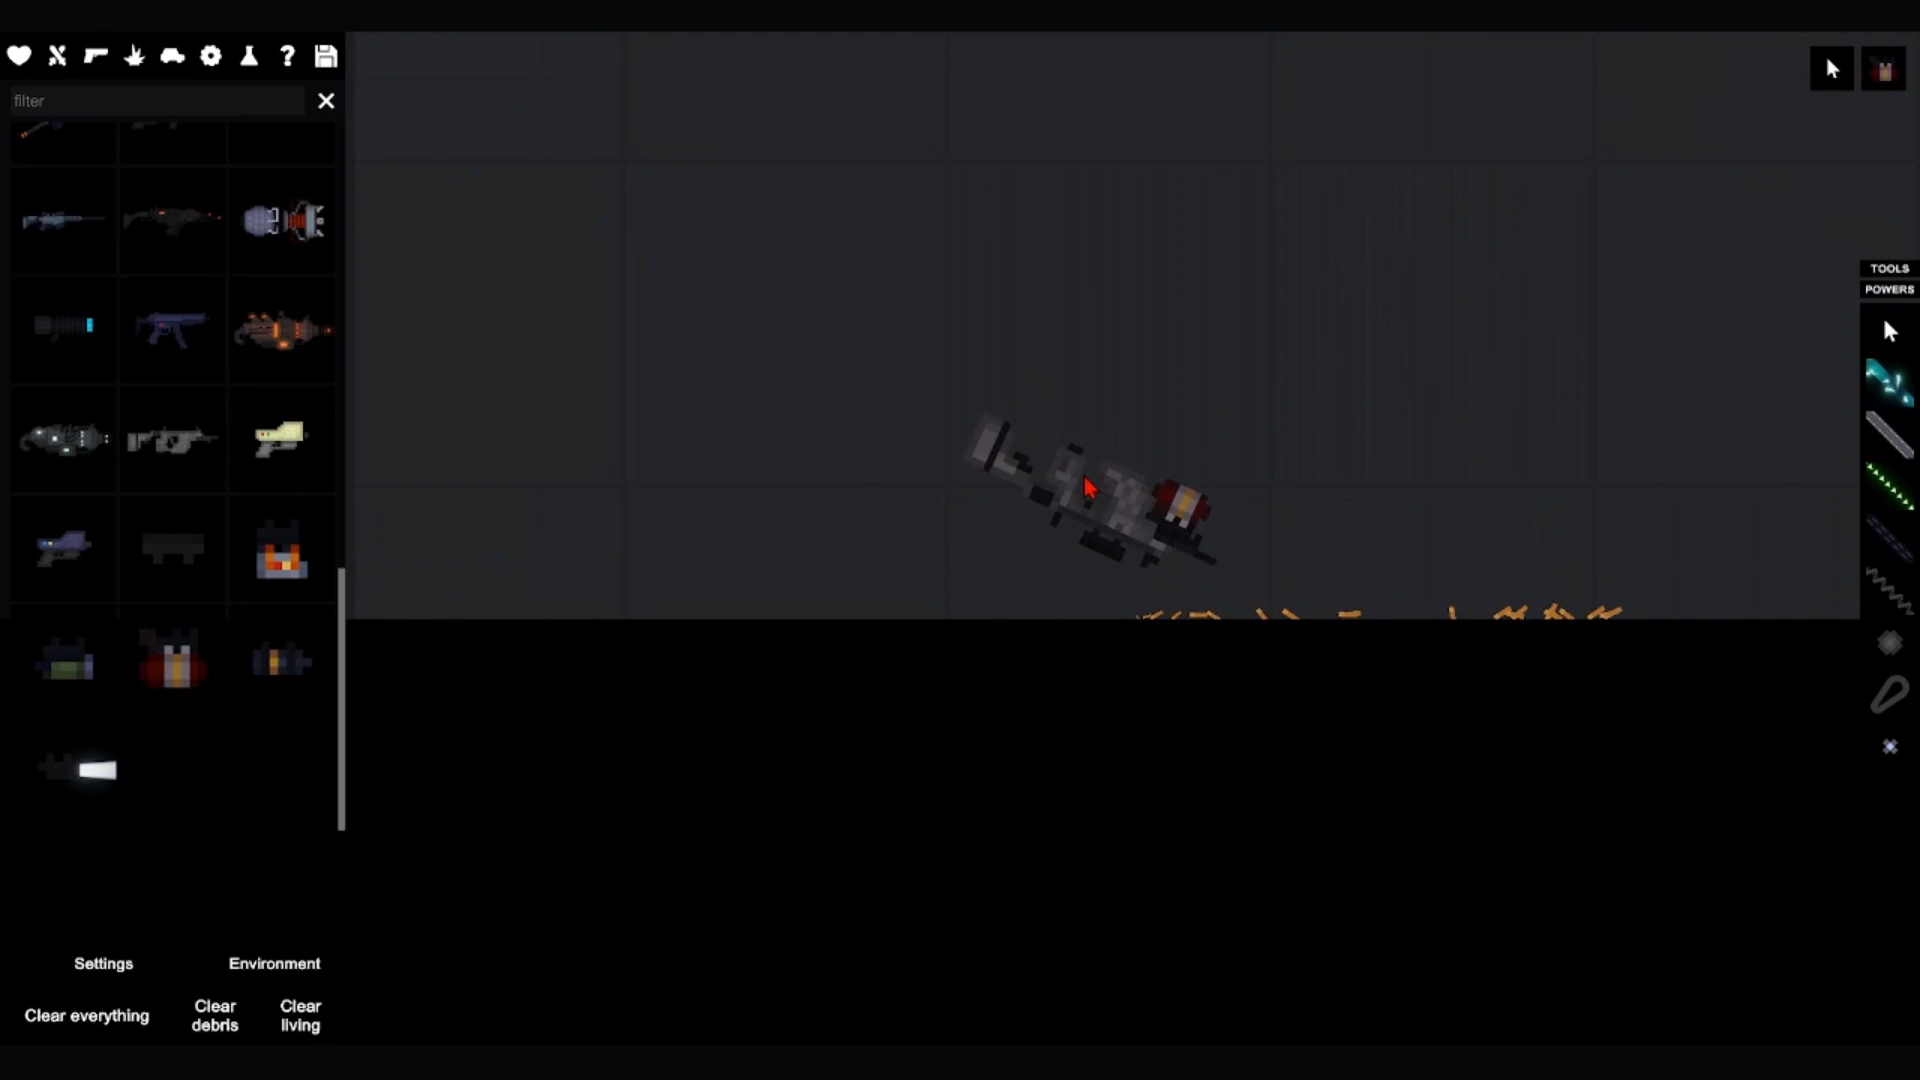 filter
TOOLS
POWERS
Settings
Environment
Clear everything
Clear
debris
Clear
living